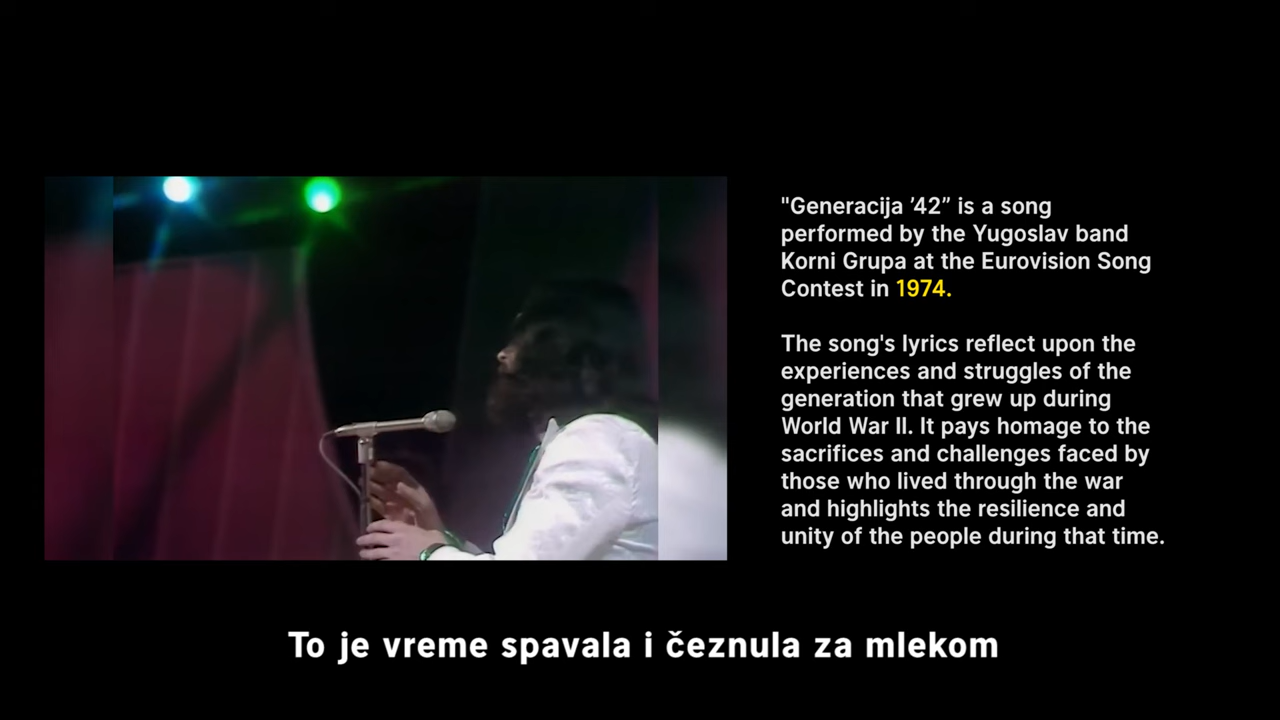 "Generacija ’42” is a song
performed by the Yugoslav band
Korni Grupa at the Eurovision Song
Contest in 1974.
The song's lyrics reflect upon the
experiences and struggles of the
generation that grew up during
World War II. It pays homage to the
sacrifices and challenges faced by
those who lived through the war
and highlights the resilience and
unity of the people during that time.
To je vreme spavala i čeznula za mlekom